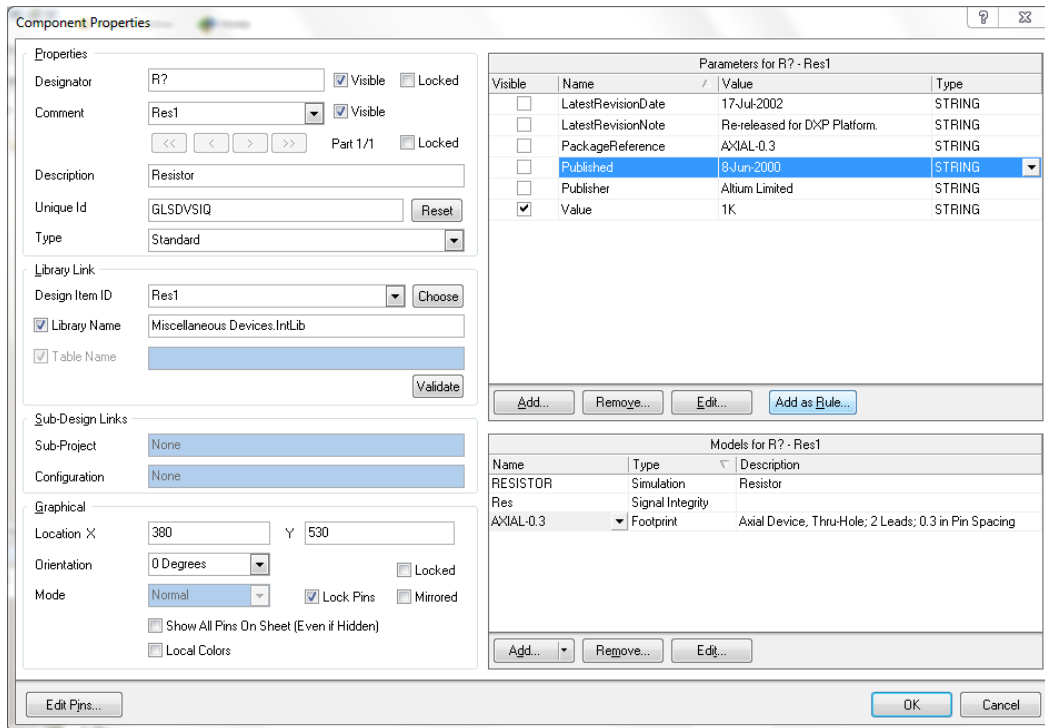 Component Properties
Properties
Designator R? Visible Locked
Comment Res1 Visible
<< < > >> Part 1/1 Locked
Description Resistor
Unique Id GLSDVSIQ Reset
Type Standard
Library Link
Design Item ID Res1 Choose
Library Name Miscellaneous Devices.IntLib
Table Name
Validate
Sub-Design Links
Sub-Project None
Configuration None
Graphical
Location X 380 Y 530
Orientation 0 Degrees Locked
Mode Normal Lock Pins Mirrored
Show All Pins On Sheet (Even if Hidden)
Local Colors
Parameters for R? - Res1
Visible Name Value Type
LatestRevisionDate 17-Jul-2002 STRING
LatestRevisionNote Re-released for DXP Platform. STRING
PackageReference AXIAL-0.3 STRING
Published 8-Jun-2000 STRING
Publisher Altium Limited STRING
Value 1K STRING
Add... Remove... Edit... Add as Rule...
Models for R? - Res1
Name Type Description
RESISTOR Simulation Resistor
Res Signal Integrity
AXIAL-0.3 Footprint Axial Device, Thru-Hole; 2 Leads; 0.3 in Pin Spacing
Add... Remove... Edit...
Edit Pins... OK Cancel